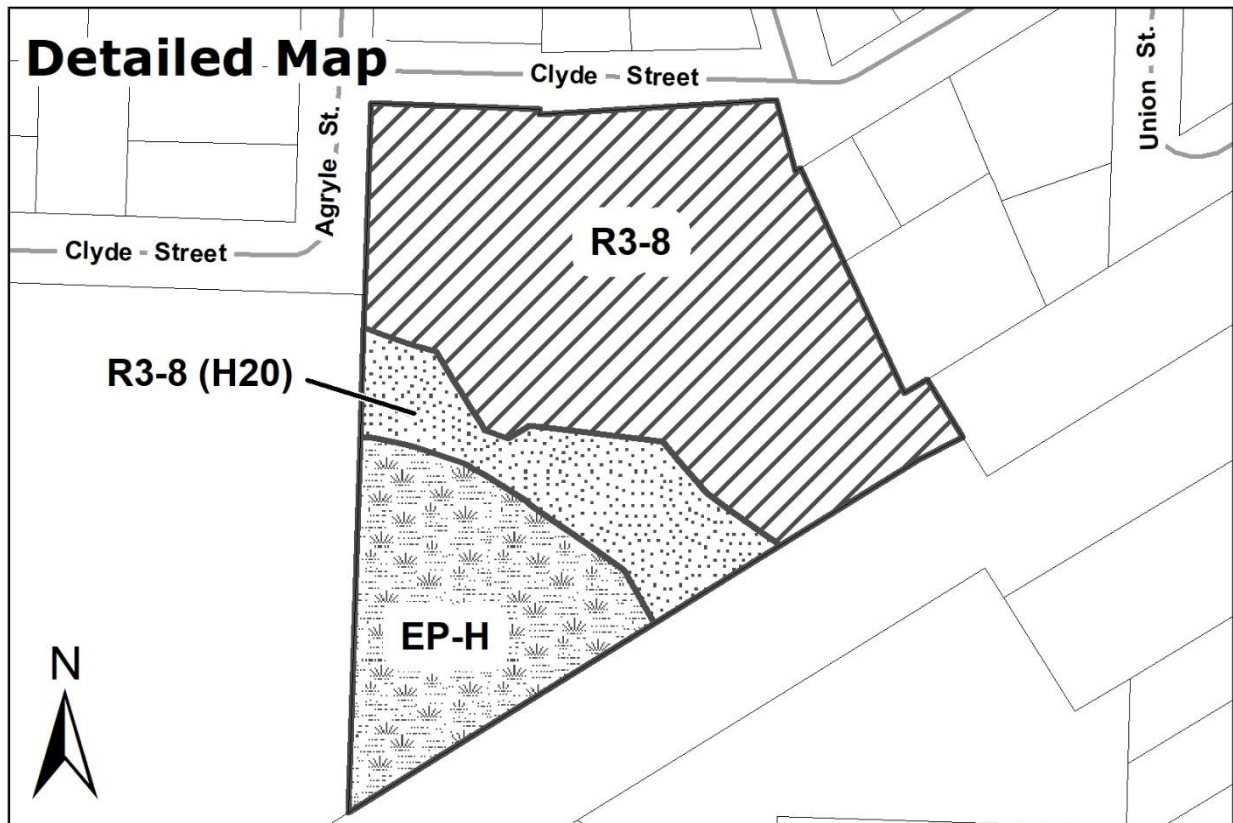 Detailed Map
Clyde Street
Union St.
Agryle St.
Clyde Street
R3-8
R3-8 (H20)
EP-H
N